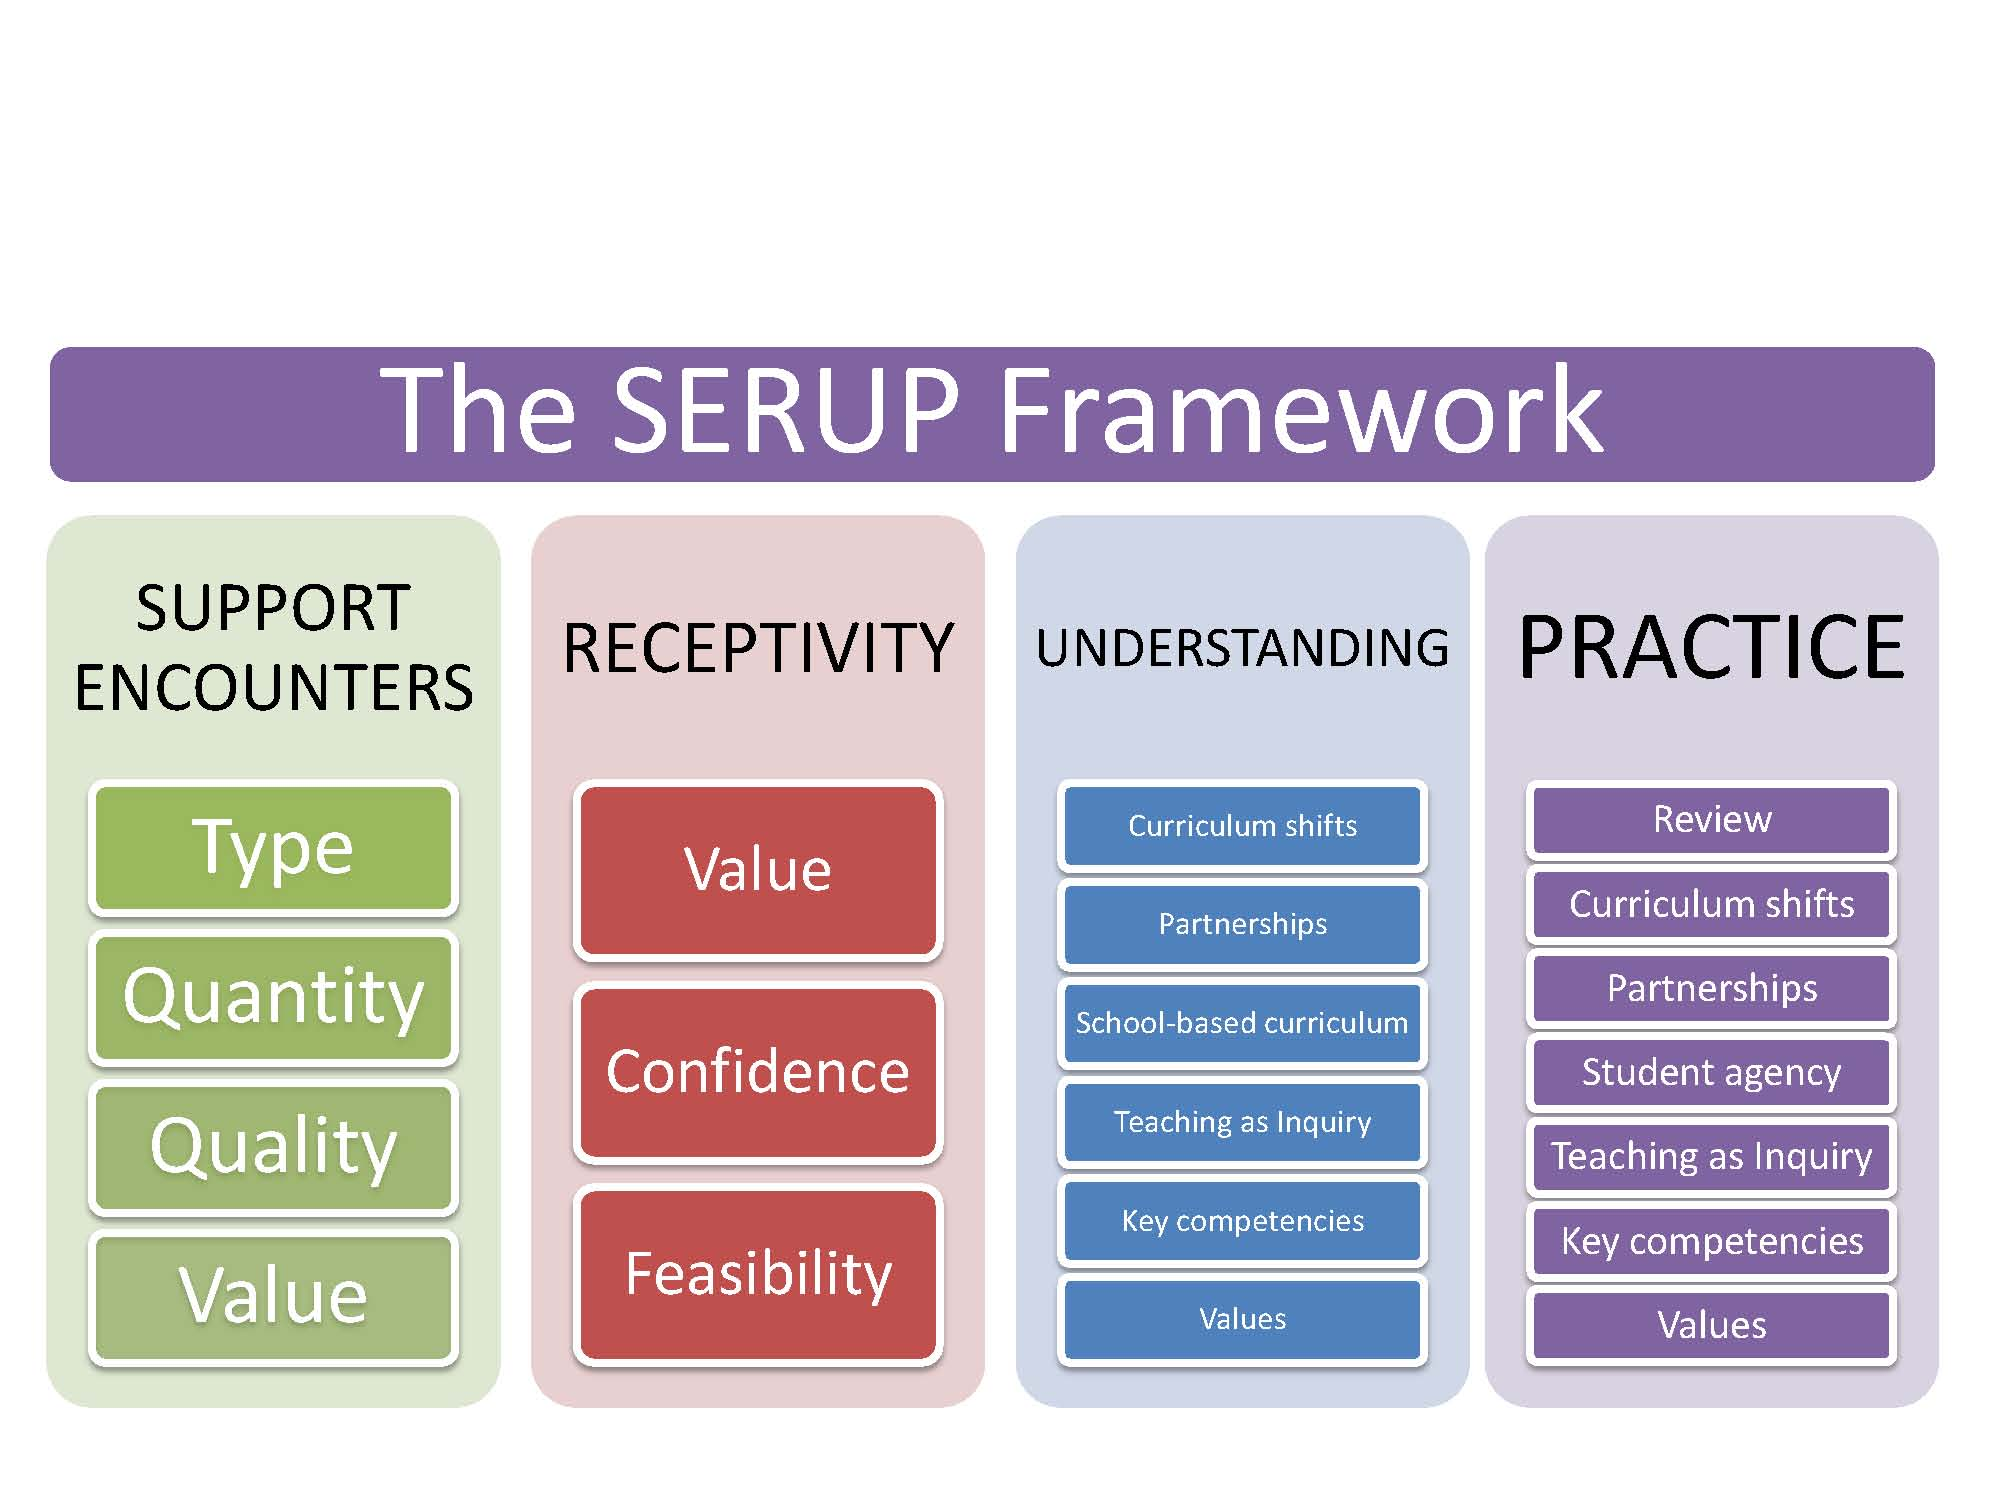 The SERUP Framework
SUPPORT
ENCOUNTERS
Type
Quantity
Quality
Value
RECEPTIVITY
Value
Confidence
Feasibility
UNDERSTANDING
Curriculum shifts
Partnerships
School-based curriculum
Teaching as Inquiry
Key competencies
Values
PRACTICE
Review
Curriculum shifts
Partnerships
Student agency
Teaching as Inquiry
Key competencies
Values